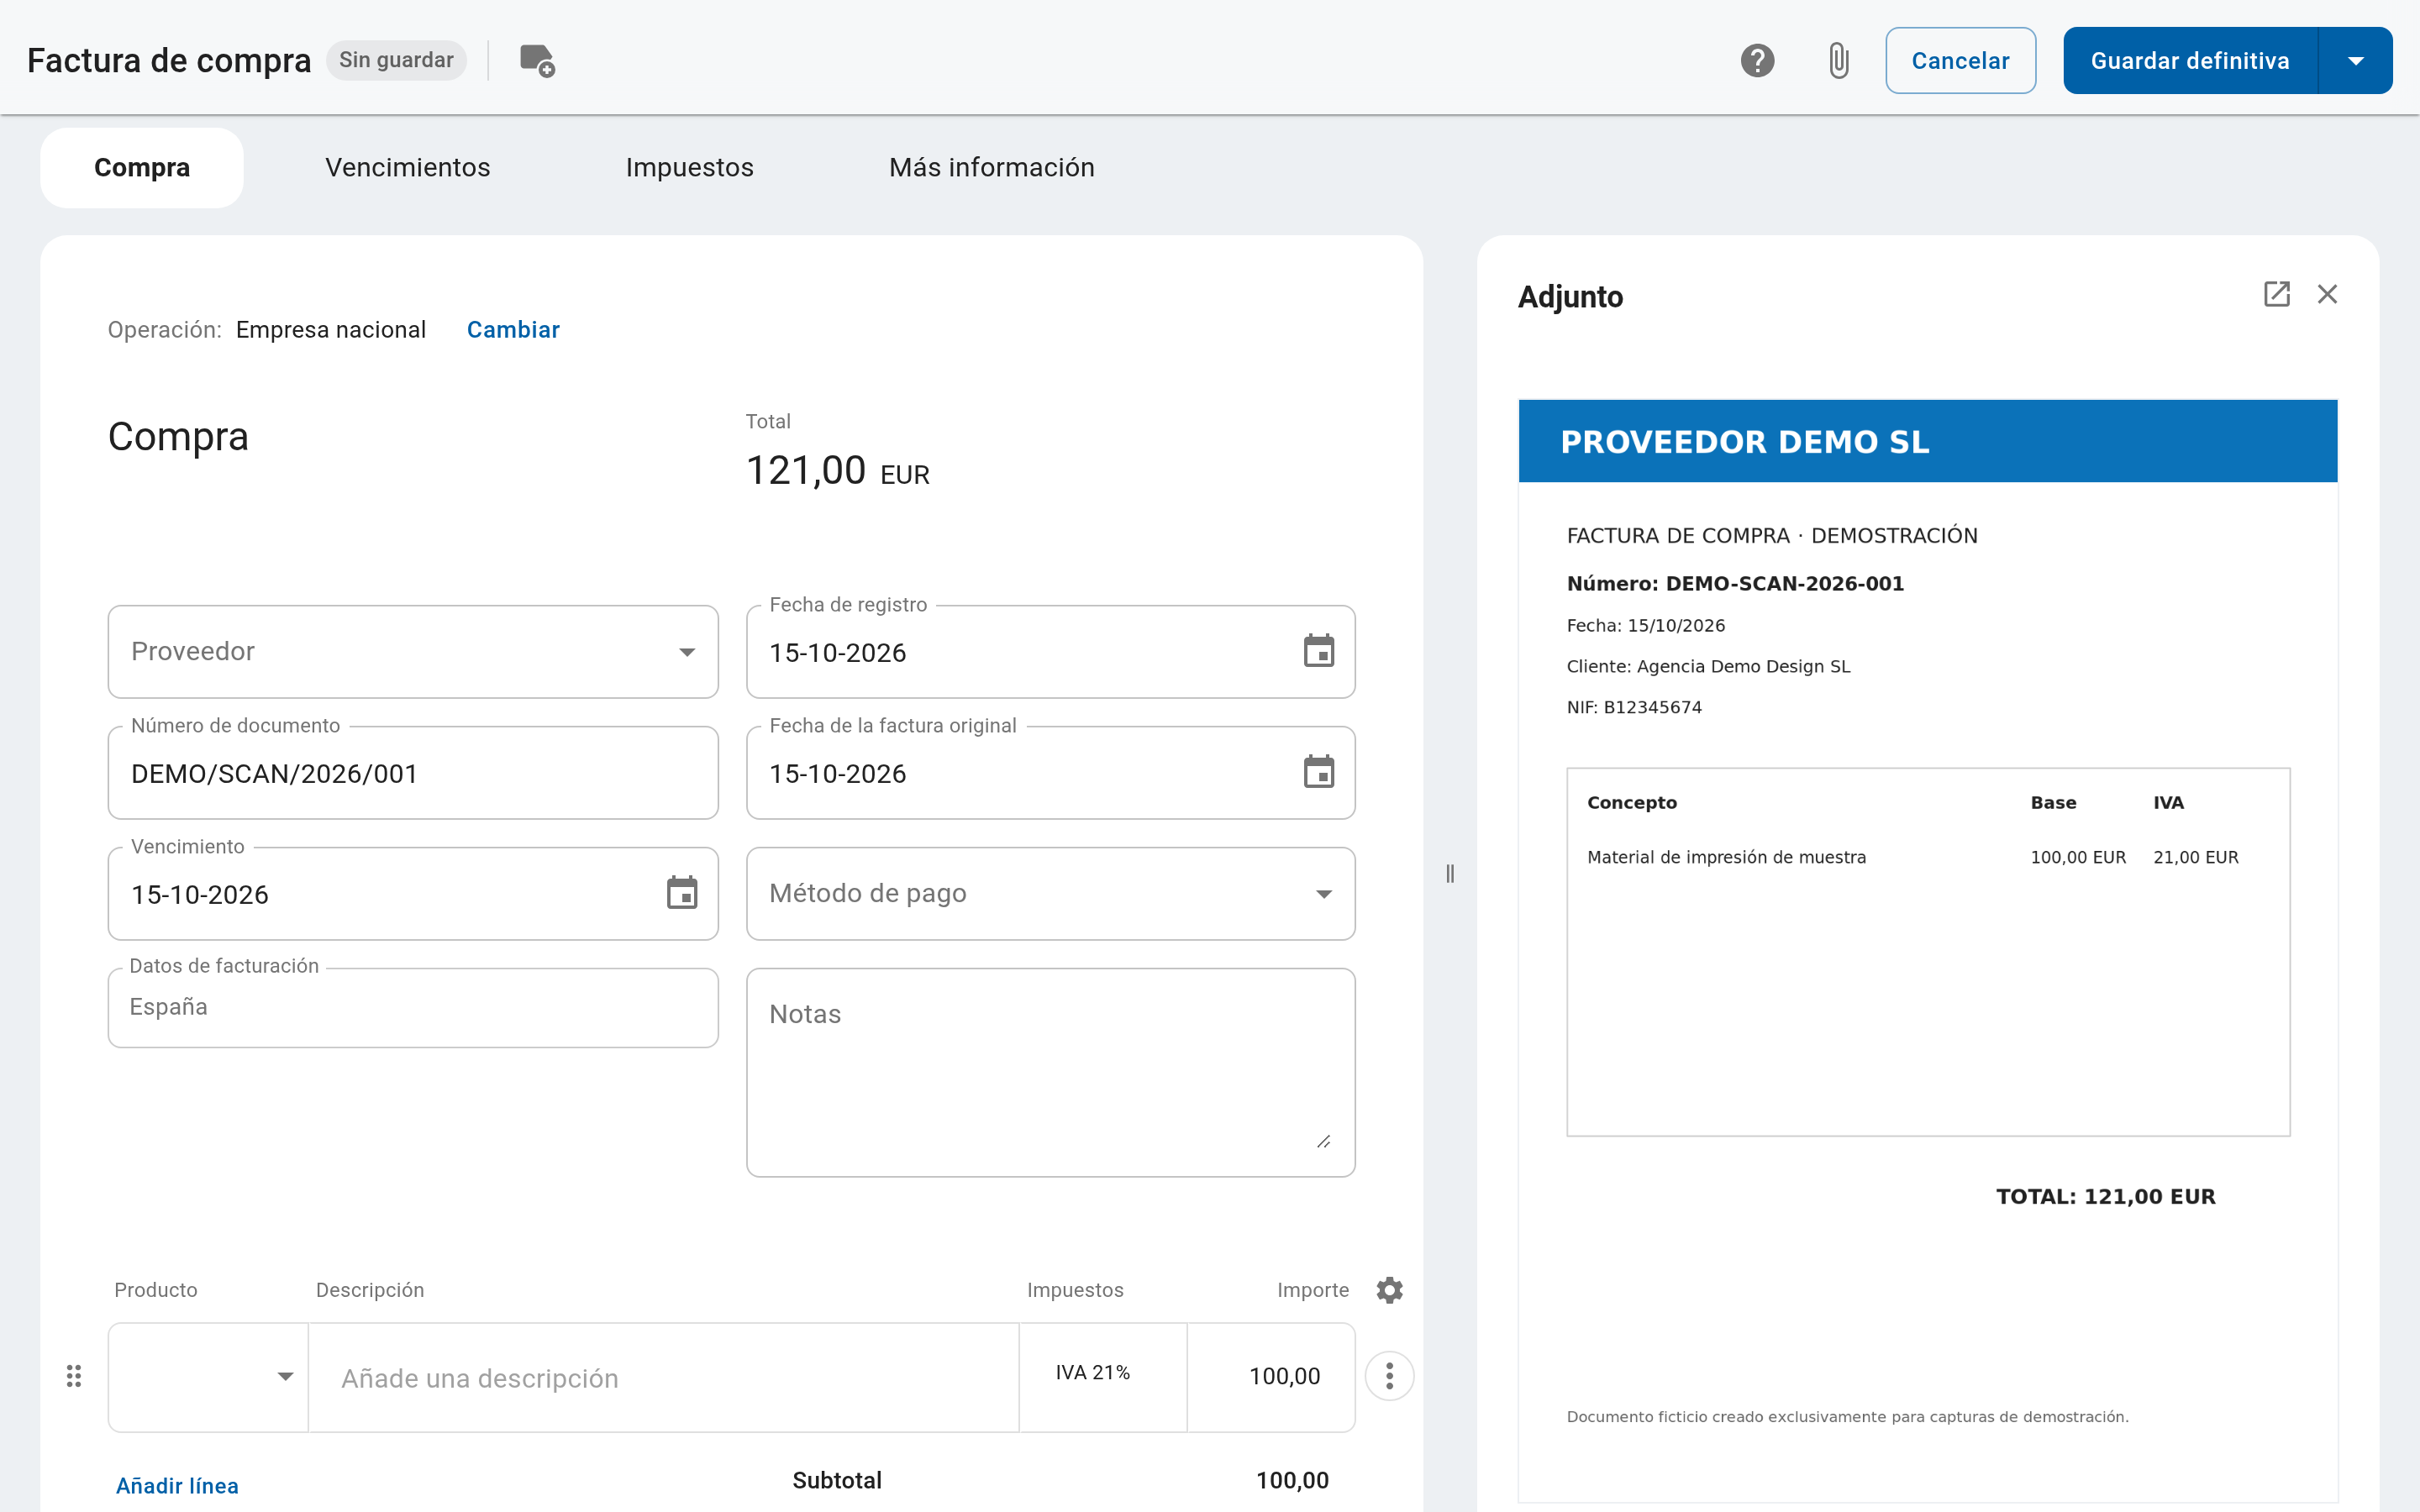 Factura de compra Sin guardar Cancelar Guardar definitiva
Compra Vencimientos Impuestos Más información
Operación: Empresa nacional Cambiar
Compra
Total
121,00 EUR
Proveedor
Fecha de registro
15-10-2026
Número de documento
DEMO/SCAN/2026/001
Fecha de la factura original
15-10-2026
Vencimiento
15-10-2026
Método de pago
Datos de facturación
España
Notas
Producto Descripción Impuestos Importe
Añade una descripción IVA 21% 100,00
Añadir línea Subtotal 100,00
Adjunto
PROVEEDOR DEMO SL
FACTURA DE COMPRA · DEMOSTRACIÓN
Número: DEMO-SCAN-2026-001
Fecha: 15/10/2026
Cliente: Agencia Demo Design SL
NIF: B12345674
Concepto Base IVA
Material de impresión de muestra 100,00 EUR 21,00 EUR
TOTAL: 121,00 EUR
Documento ficticio creado exclusivamente para capturas de demostración.